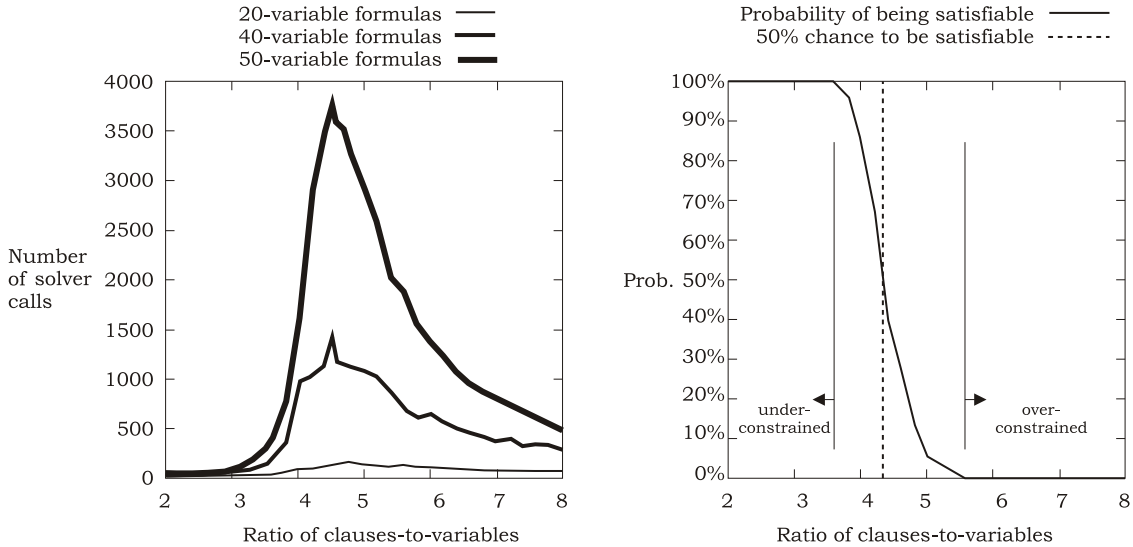 20-variable formulas
40-variable formulas
50-variable formulas
4000
3500
3000
2500
2000
1500
1000
500
0
Number
of solver
calls
2 3 4 5 6 7 8
Ratio of clauses-to-variables
Probability of being satisfiable
50% chance to be satisfiable
100%
90%
80%
70%
60%
50%
40%
30%
20%
10%
0%
Prob.
under-
constrained
over-
constrained
2 3 4 5 6 7 8
Ratio of clauses-to-variables